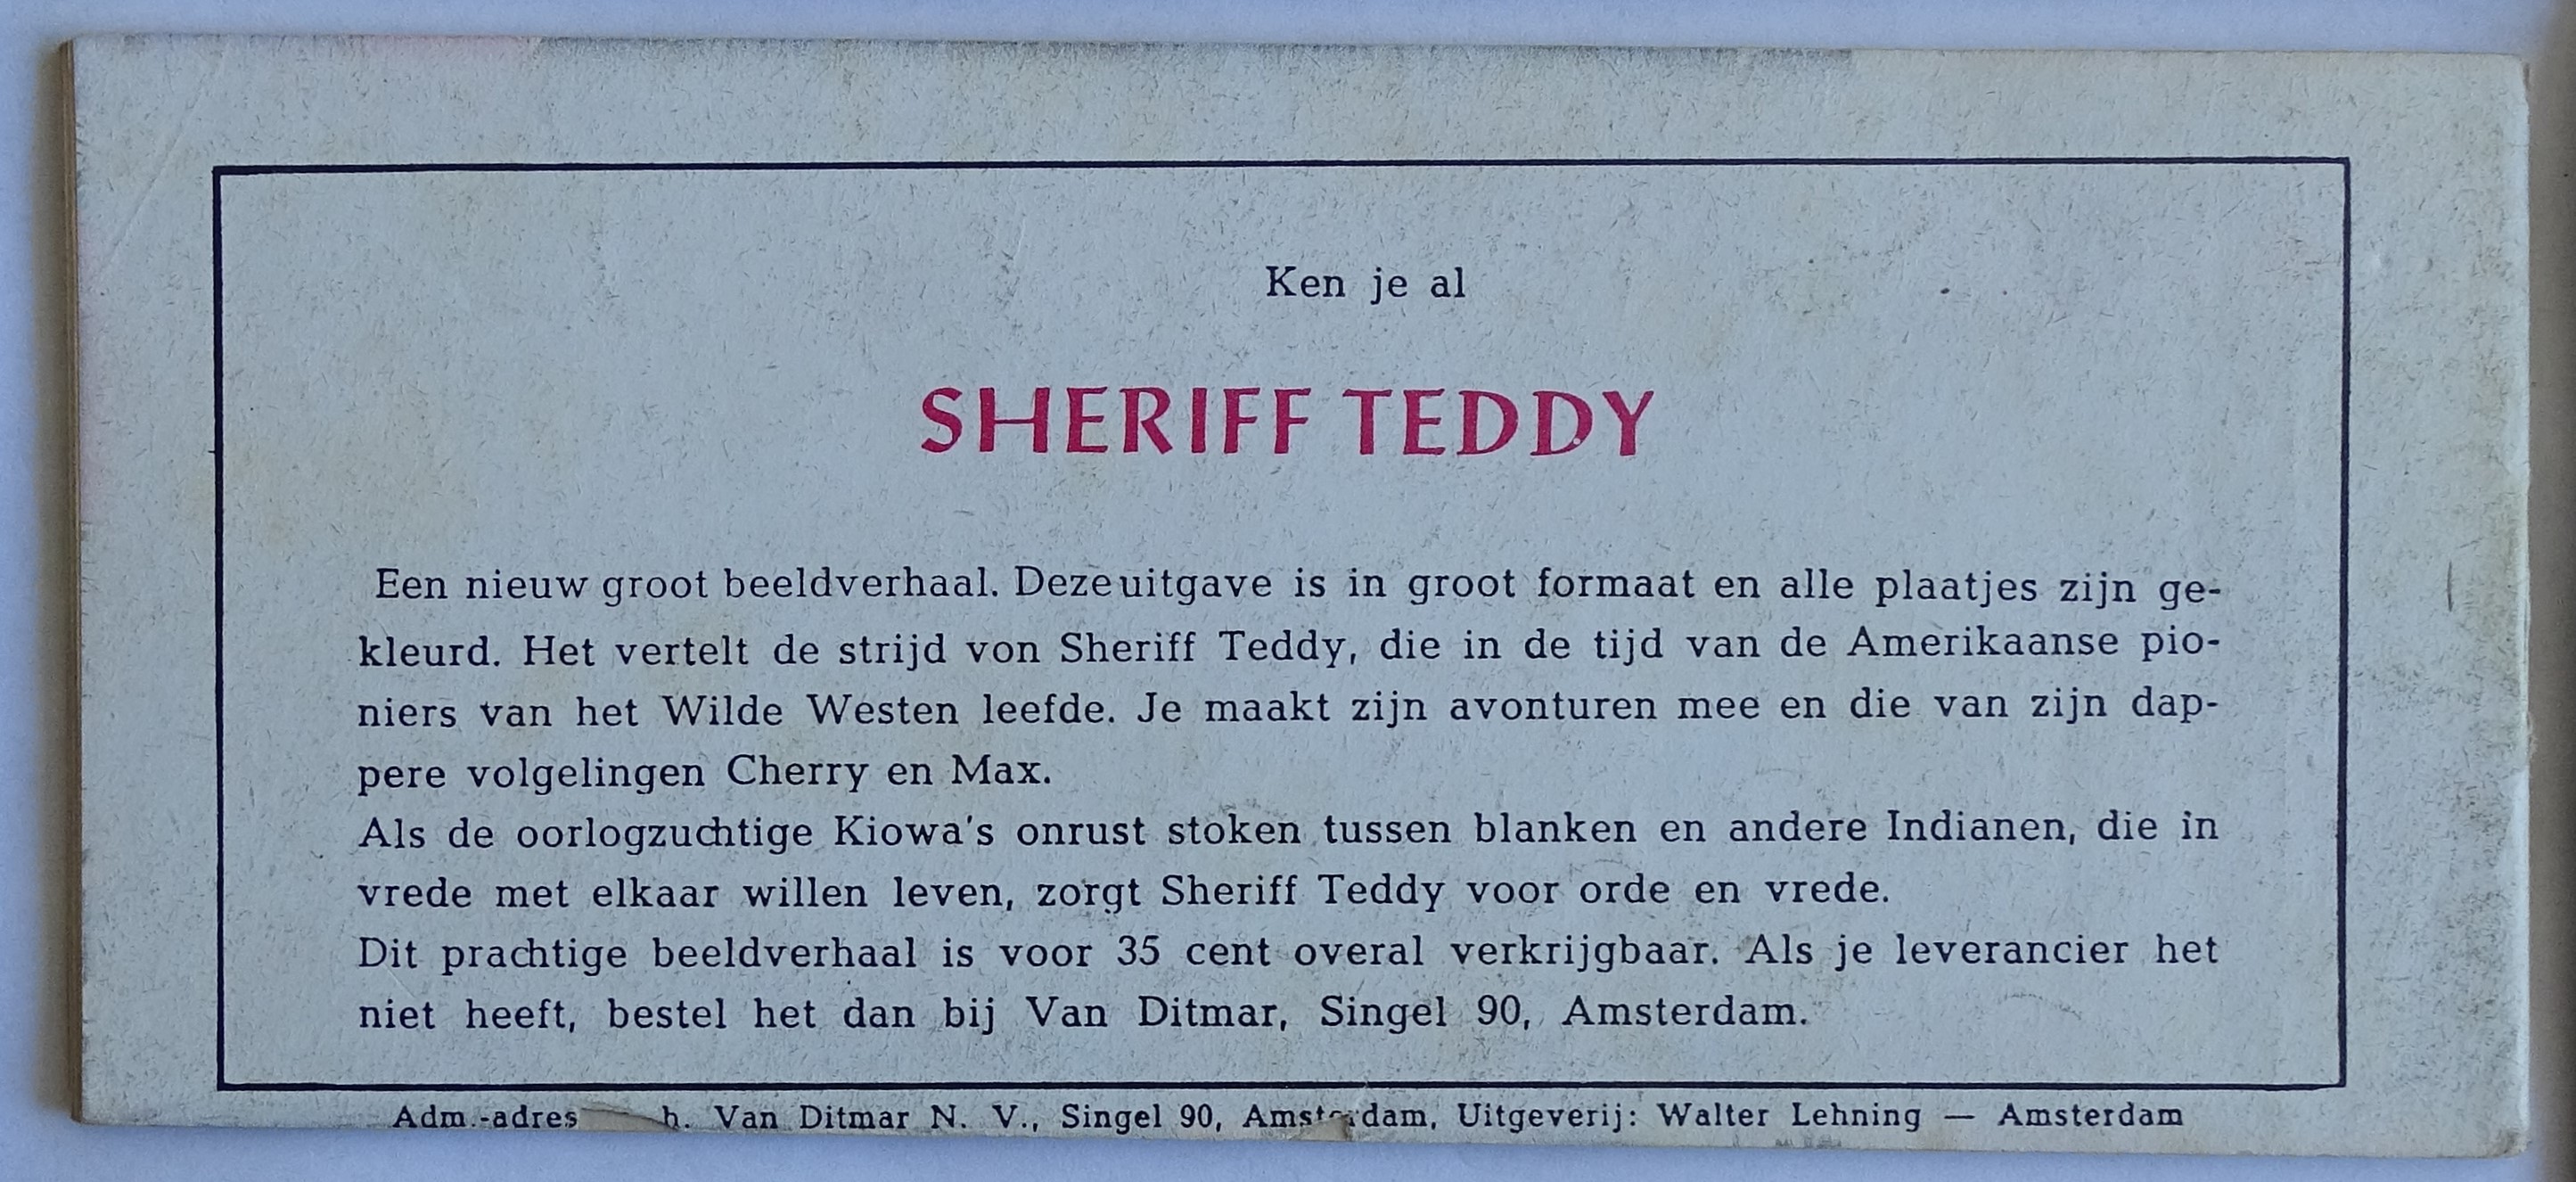 Ken je al
SHERIFF TEDDY
Een nieuw groot beeldverhaal. Deze uitgave is in groot formaat en alle plaatjes zijn ge-
kleurd. Het vertelt de strijd von Sheriff Teddy, die in de tijd van de Amerikaanse pio-
niers van het Wilde Westen leefde. Je maakt zijn avonturen mee en die van zijn dap-
pere volgelingen Cherry en Max.
Als de oorlogzuchtige Kiowa's onrust stoken tussen blanken en andere Indianen, die in
vrede met elkaar willen leven, zorgt Sheriff Teddy voor orde en vrede.
Dit prachtige beeldverhaal is voor 35 cent overal verkrijgbaar. Als je leverancier het
niet heeft, bestel het dan bij Van Ditmar, Singel 90, Amsterdam.
Adm.-adres Van Ditmar N. V., Singel 90, Amsterdam, Uitgeverij: Walter Lehning — Amsterdam